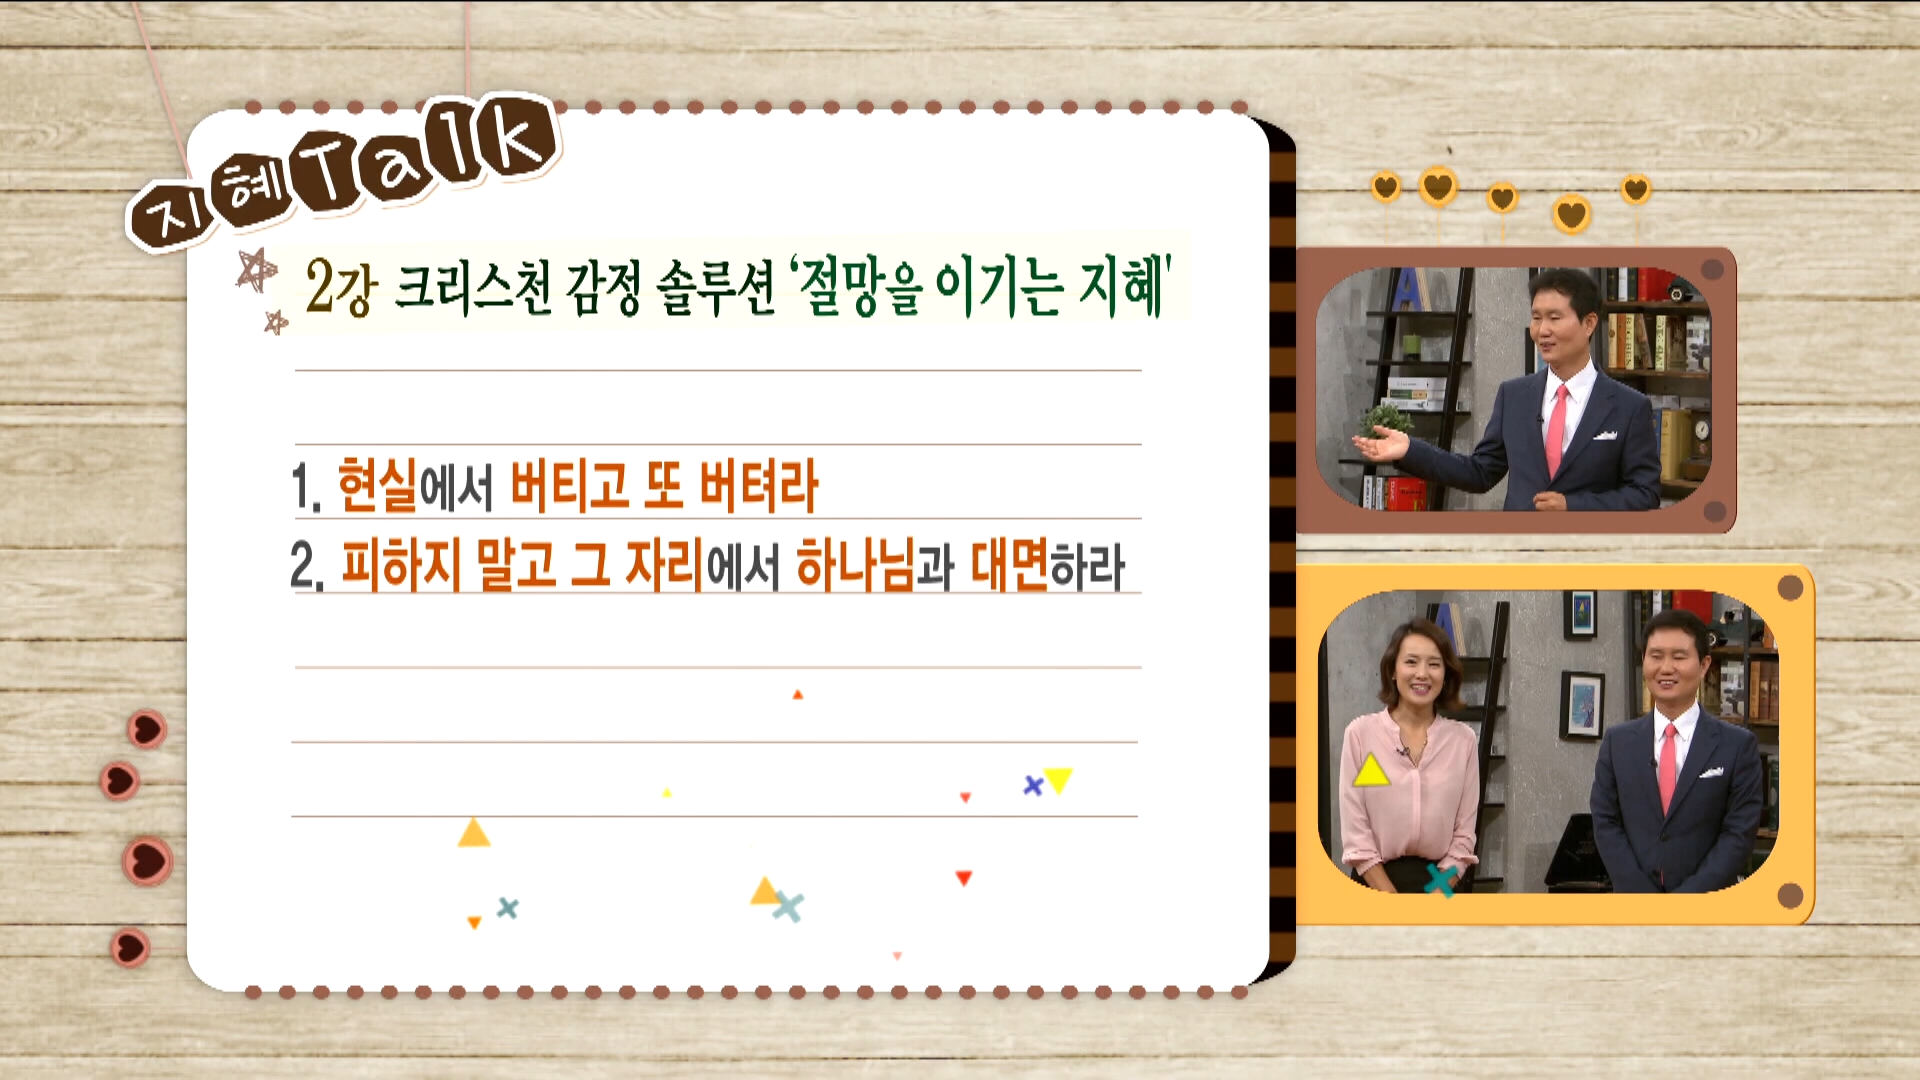 지혜Talk
2강 크리스천 감정 솔루션 ‘절망을 이기는 지혜'
1. 현실에서 버티고 또 버텨라
2. 피하지 말고 그 자리에서 하나님과 대면하라